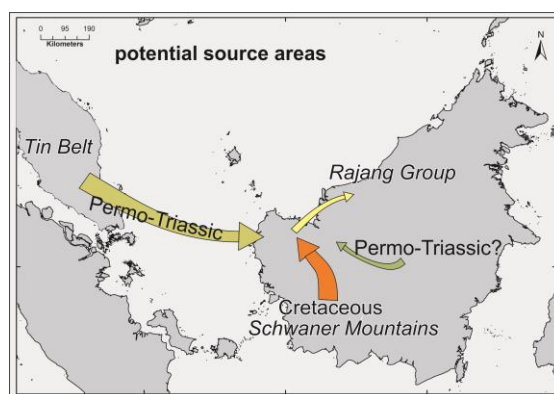 0 95 190
Kilometers
N
potential source areas
Tin Belt
Rajang Group
Permo-Triassic
Permo-Triassic?
Cretaceous
Schwaner Mountains